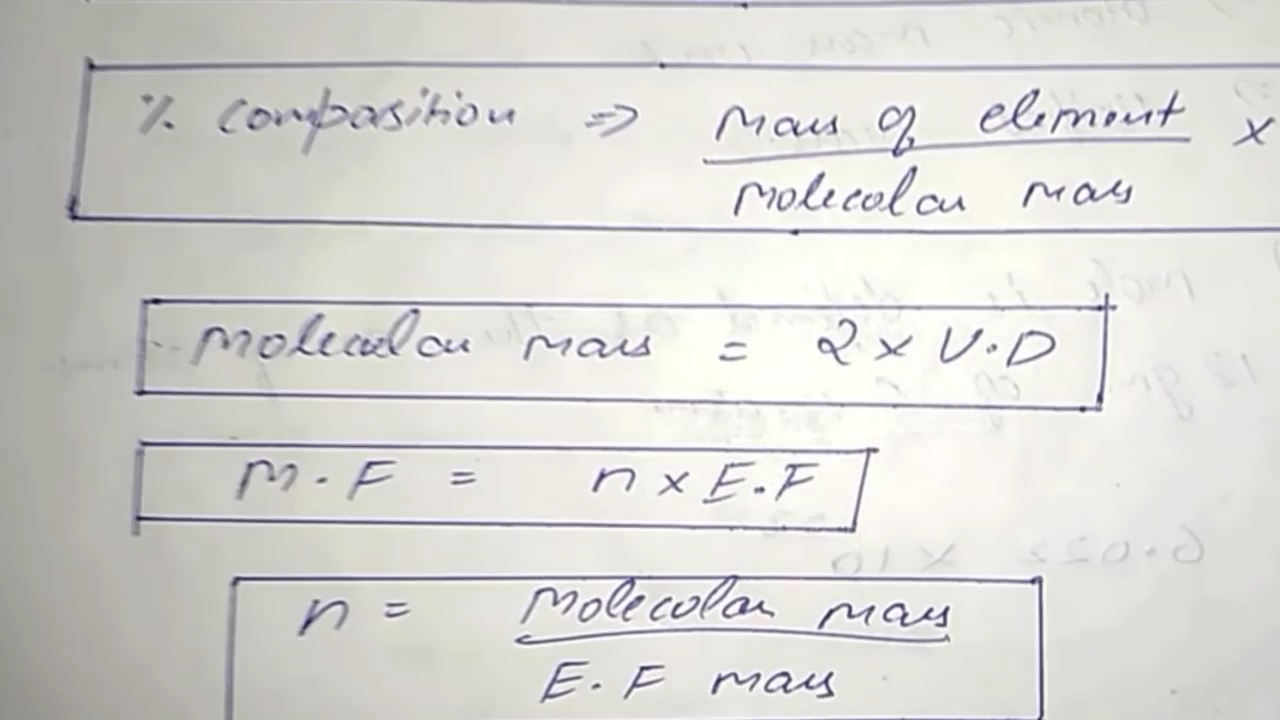 % composition => mass of element ×
molecular mass
molecular mass = 2 × V.D
M.F = n × E.F
n = molecular mass
E.F mass